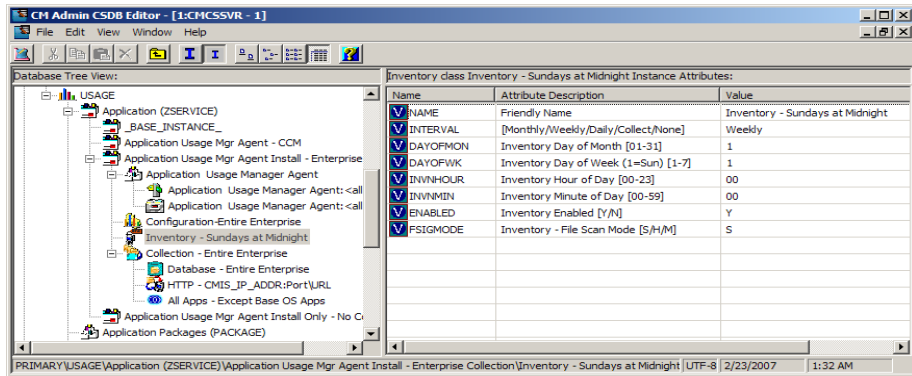 CM Admin CSDB Editor - [1:CMCSSVR - 1]
File Edit View Window Help
Database Tree View:
USAGE
Application (ZSERVICE)
_BASE_INSTANCE_
Application Usage Mgr Agent - CCM
Application Usage Mgr Agent Install - Enterprise
Application Usage Manager Agent
Application Usage Manager Agent:<all
Application Usage Manager Agent:<all
Configuration-Entire Enterprise
Inventory - Sundays at Midnight
Collection - Entire Enterprise
Database - Entire Enterprise
HTTP - CMIS_IP_ADDR:Port\URL
All Apps - Except Base OS Apps
Application Usage Mgr Agent Install Only - No C
Application Packages (PACKAGE)
Inventory class Inventory - Sundays at Midnight Instance Attributes:
Name Attribute Description Value
NAME Friendly Name Inventory - Sundays at Midnight
INTERVAL [Monthly/Weekly/Daily/Collect/None] Weekly
DAYOFMON Inventory Day of Month [01-31] 1
DAYOFWK Inventory Day of Week (1=Sun) [1-7] 1
INVNHOUR Inventory Hour of Day [00-23] 00
INVNMIN Inventory Minute of Day [00-59] 00
ENABLED Inventory Enabled [Y/N] Y
FSIGMODE Inventory - File Scan Mode [S/H/M] S
PRIMARY\USAGE\Application (ZSERVICE)\Application Usage Mgr Agent Install - Enterprise Collection\Inventory - Sundays at Midnight UTF-8 2/23/2007 1:32 AM